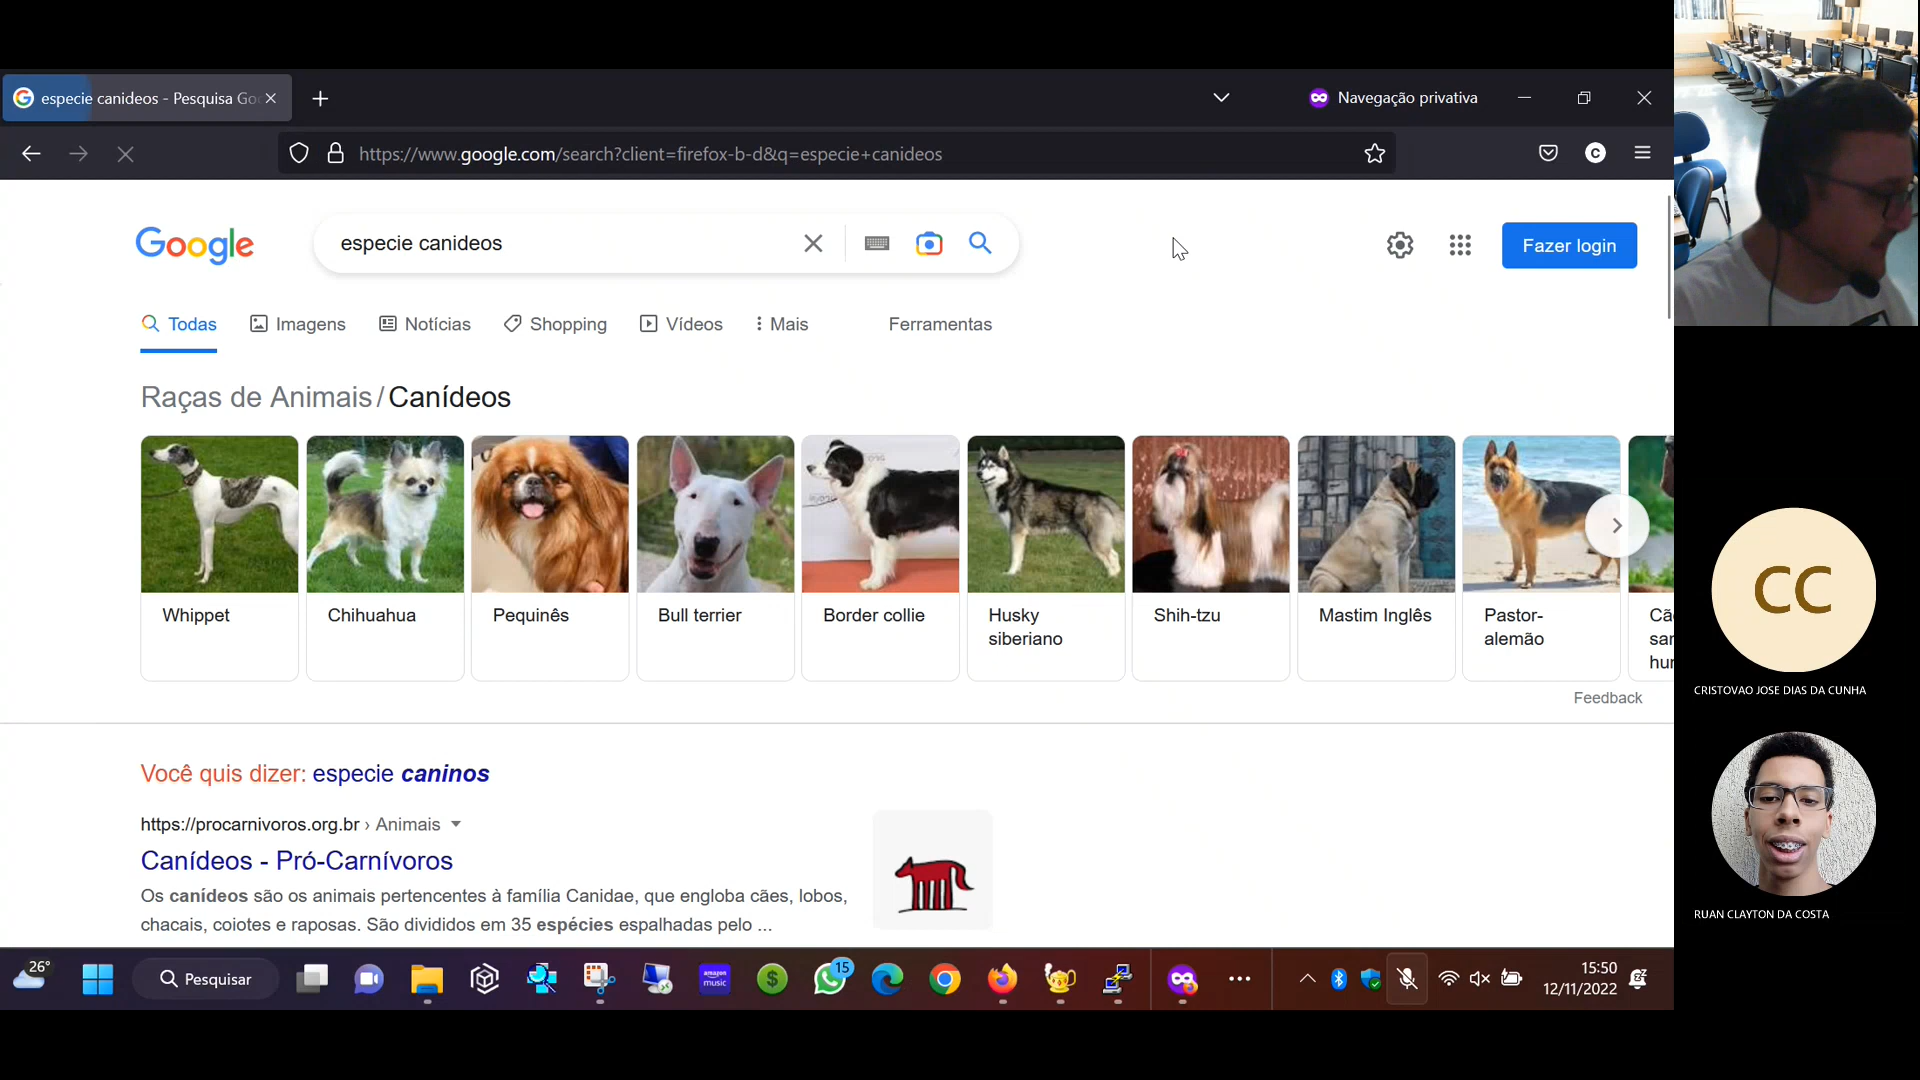 especie canideos - Pesquisa Goo
Navegação privativa
https://www.google.com/search?client=firefox-b-d&q=especie+canideos
C
Google
especie canideos
Fazer login
Todas
Imagens
Notícias
Shopping
Vídeos
Mais
Ferramentas
Raças de Animais/Canídeos
Whippet
Chihuahua
Pequinês
Bull terrier
Border collie
Husky
siberiano
Shih-tzu
Mastim Inglês
Pastor-
alemão
Feedback
Você quis dizer: especie caninos
https://procarnivoros.org.br › Animais
Canídeos - Pró-Carnívoros
Os canídeos são os animais pertencentes à família Canidae, que engloba cães, lobos,
chacais, coiotes e raposas. São divididos em 35 espécies espalhadas pelo ...
26°
Pesquisar
amazon
music
15
15:50
12/11/2022
CC
CRISTOVAO JOSE DIAS DA CUNHA
RUAN CLAYTON DA COSTA